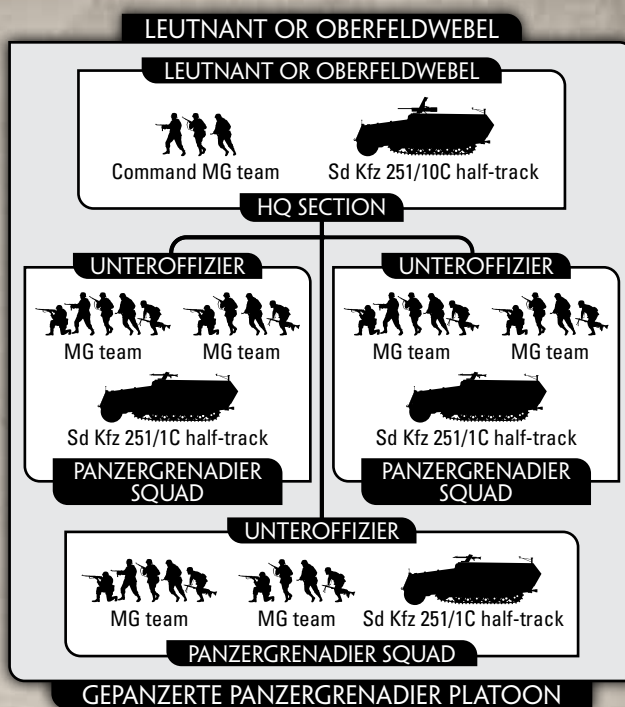 LEUTNANT OR OBERFELDWEBEL
LEUTNANT OR OBERFELDWEBEL
Command MG team
Sd Kfz 251/10C half-track
HQ SECTION
UNTEROFFIZIER
MG team
MG team
Sd Kfz 251/1C half-track
PANZERGRENADIER
SQUAD
UNTEROFFIZIER
MG team
MG team
Sd Kfz 251/1C half-track
PANZERGRENADIER
SQUAD
UNTEROFFIZIER
MG team
MG team
Sd Kfz 251/1C half-track
PANZERGRENADIER SQUAD
GEPANZERTE PANZERGRENADIER PLATOON